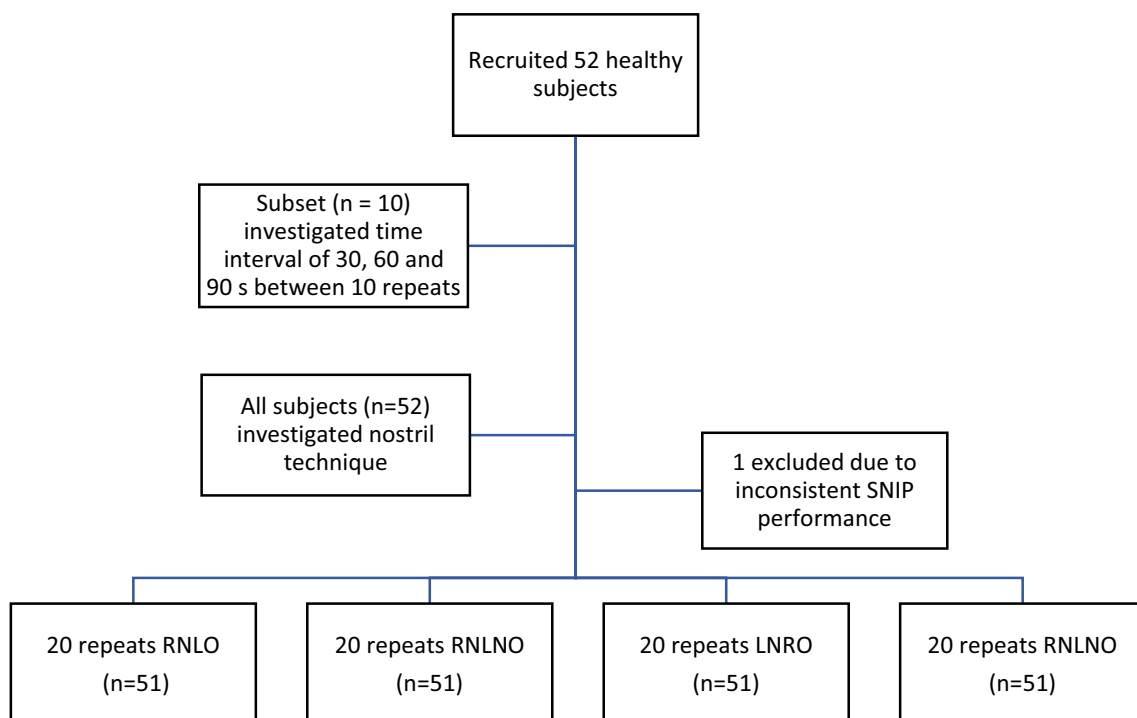 Recruited 52 healthy
subjects
Subset (n = 10)
investigated time
interval of 30, 60 and
90 s between 10 repeats
All subjects (n=52)
investigated nostril
technique
1 excluded due to
inconsistent SNIP
performance
20 repeats RNLO
(n=51)
20 repeats RNLNO
(n=51)
20 repeats LNRO
(n=51)
20 repeats RNLNO
(n=51)